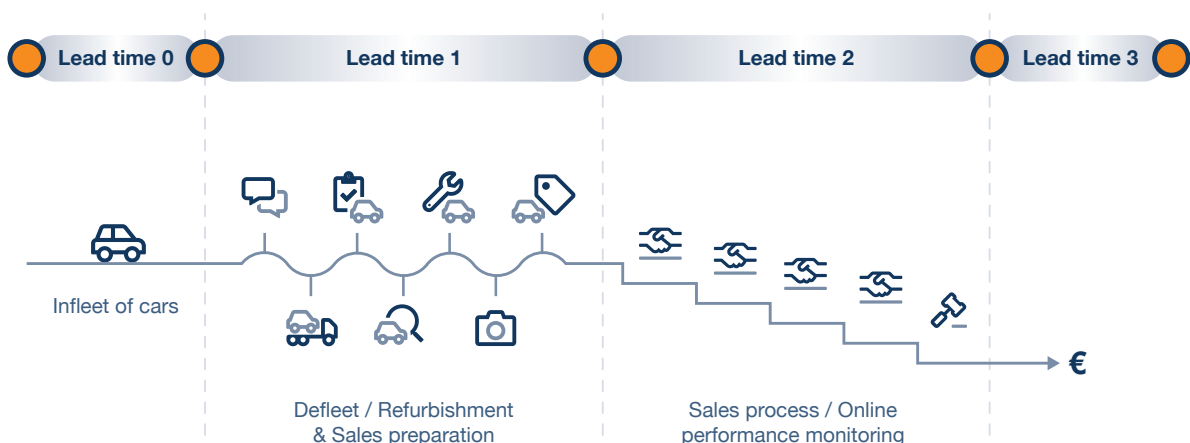 Lead time 0
Lead time 1
Lead time 2
Lead time 3
Infleet of cars
€
Defleet / Refurbishment
& Sales preparation
Sales process / Online
performance monitoring